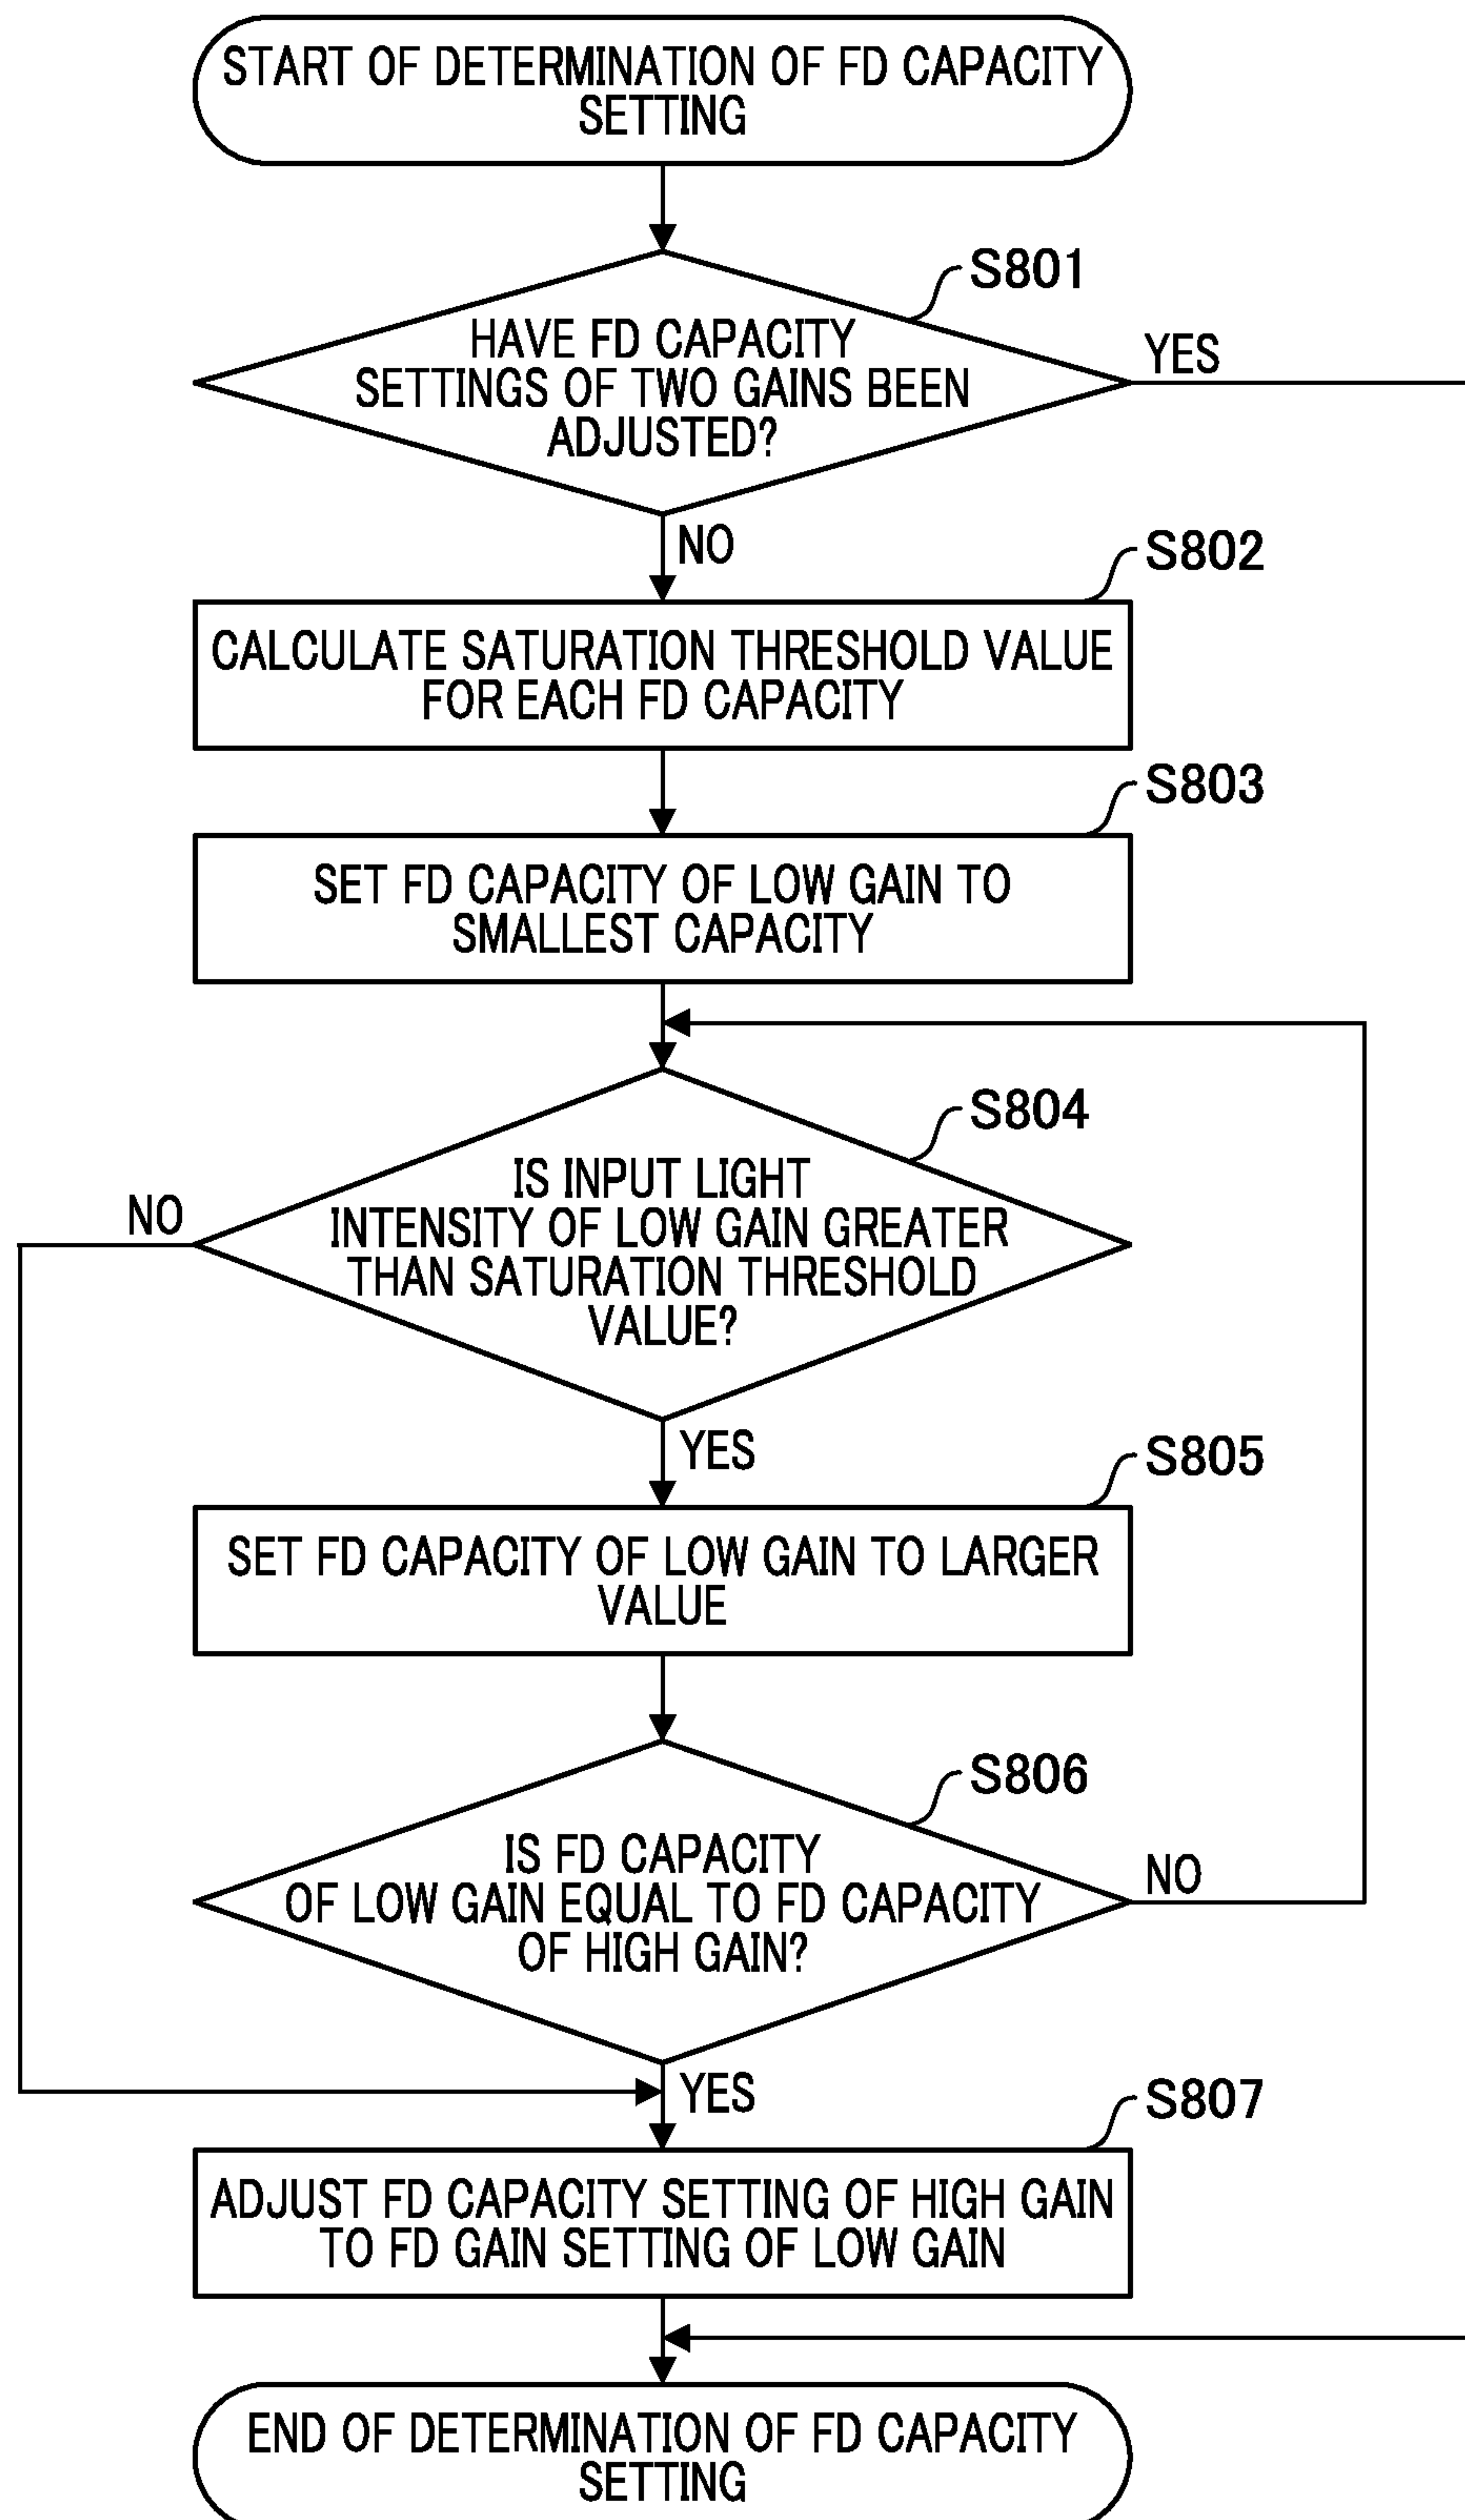 START OF DETERMINATION OF FD CAPACITY
SETTING
S801
HAVE FD CAPACITY
SETTINGS OF TWO GAINS BEEN
ADJUSTED?
YES
NO
S802
CALCULATE SATURATION THRESHOLD VALUE
FOR EACH FD CAPACITY
S803
SET FD CAPACITY OF LOW GAIN TO
SMALLEST CAPACITY
S804
IS INPUT LIGHT
INTENSITY OF LOW GAIN GREATER
THAN SATURATION THRESHOLD
VALUE?
NO
YES
S805
SET FD CAPACITY OF LOW GAIN TO LARGER
VALUE
S806
IS FD CAPACITY
OF LOW GAIN EQUAL TO FD CAPACITY
OF HIGH GAIN?
NO
YES
S807
ADJUST FD CAPACITY SETTING OF HIGH GAIN
TO FD GAIN SETTING OF LOW GAIN
END OF DETERMINATION OF FD CAPACITY
SETTING